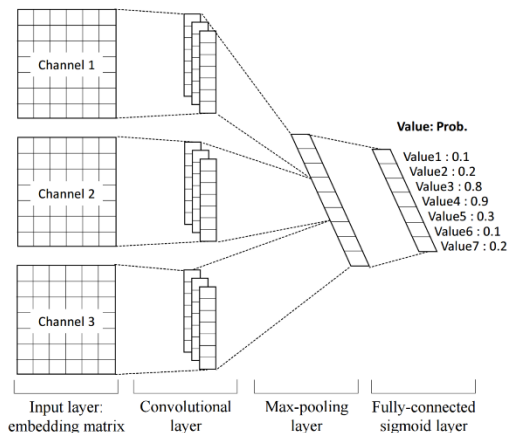 Channel 1
Channel 2
Channel 3
Value: Prob.
Value1 : 0.1
Value2 : 0.2
Value3 : 0.8
Value4 : 0.9
Value5 : 0.3
Value6 : 0.1
Value7 : 0.2
Input layer:
embedding matrix
Convolutional
layer
Max-pooling
layer
Fully-connected
sigmoid layer